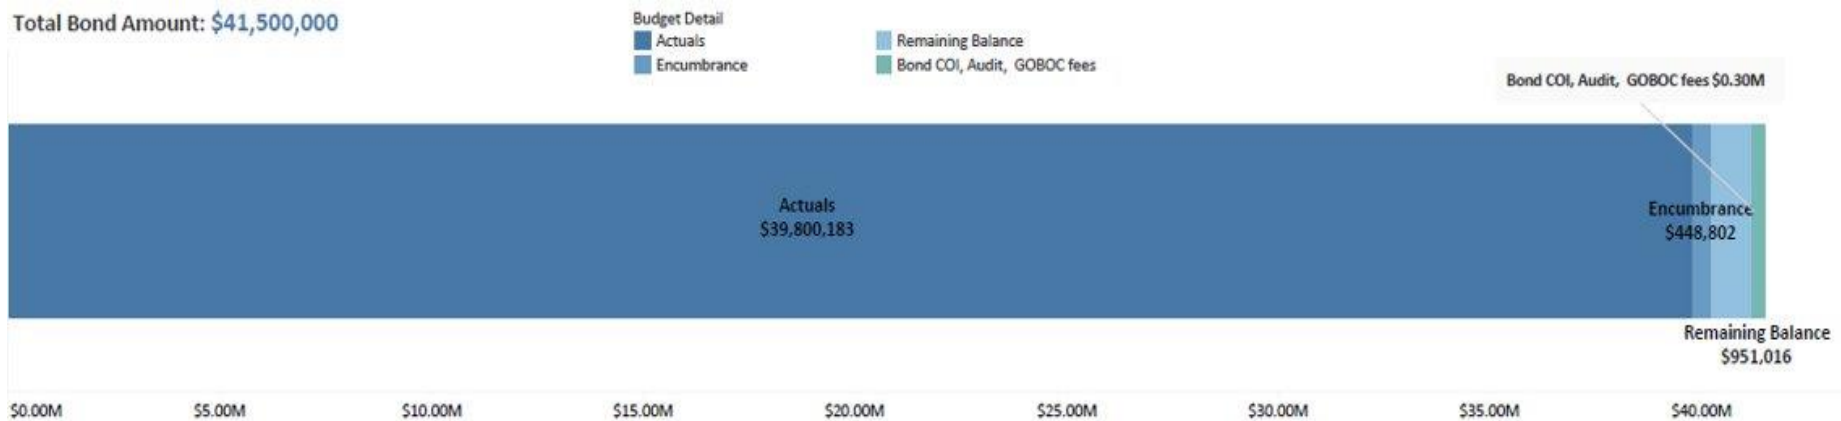 Total Bond Amount: $41,500,000
Budget Detail
Actuals
Remaining Balance
Encumbrance
Bond COI, Audit, GOBOC fees
Bond COI, Audit, GOBOC fees $0.30M
Actuals
$39,800,183
Encumbrance
$448,802
Remaining Balance
$951,016
$0.00M
$5.00M
$10.00M
$15.00M
$20.00M
$25.00M
$30.00M
$35.00M
$40.00M